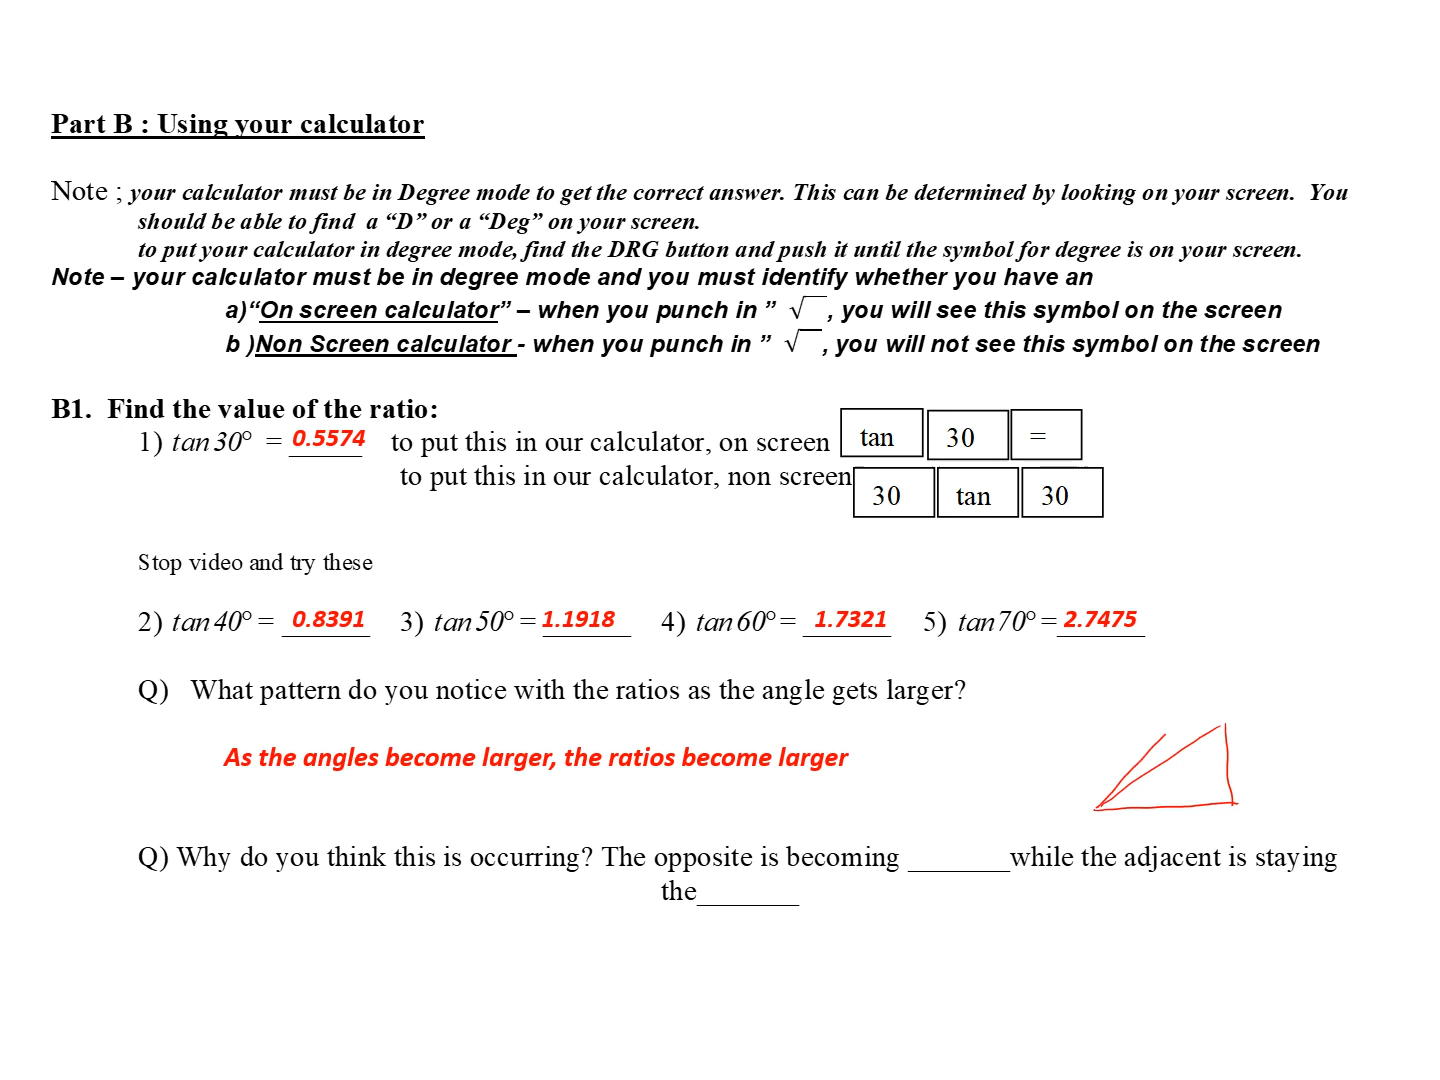 Part B : Using your calculator
Note ; your calculator must be in Degree mode to get the correct answer. This can be determined by looking on your screen. You
should be able to find a “D” or a “Deg” on your screen.
to put your calculator in degree mode, find the DRG button and push it until the symbol for degree is on your screen.
Note – your calculator must be in degree mode and you must identify whether you have an
a)“On screen calculator” – when you punch in ” √ , you will see this symbol on the screen
b )Non Screen calculator - when you punch in ” √ , you will not see this symbol on the screen
B1. Find the value of the ratio:
1) tan 30° = 0.5574 to put this in our calculator, on screen tan 30 =
to put this in our calculator, non screen 30 tan 30
Stop video and try these
2) tan 40° = 0.8391 3) tan 50° = 1.1918 4) tan 60° = 1.7321 5) tan 70° = 2.7475
Q) What pattern do you notice with the ratios as the angle gets larger?
As the angles become larger, the ratios become larger
Q) Why do you think this is occurring? The opposite is becoming _______while the adjacent is staying
the_______